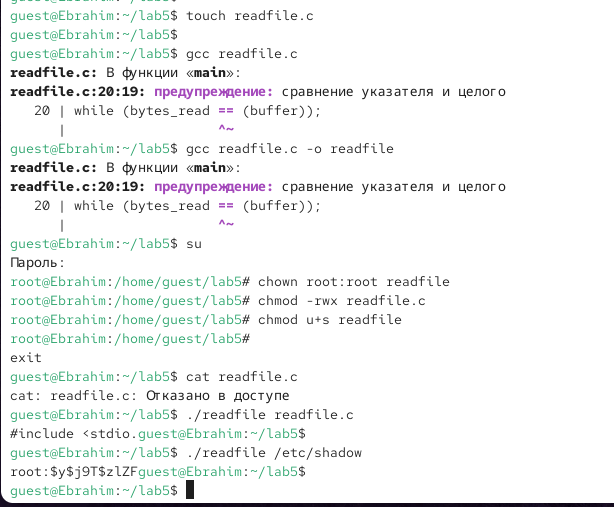 guest@Ebrahim:~/lab5$ touch readfile.c
guest@Ebrahim:~/lab5$
guest@Ebrahim:~/lab5$ gcc readfile.c
readfile.c: В функции «main»:
readfile.c:20:19: предупреждение: сравнение указателя и целого
   20 | while (bytes_read == (buffer));
      |                   ^~
guest@Ebrahim:~/lab5$ gcc readfile.c -o readfile
readfile.c: В функции «main»:
readfile.c:20:19: предупреждение: сравнение указателя и целого
   20 | while (bytes_read == (buffer));
      |                   ^~
guest@Ebrahim:~/lab5$ su
Пароль:
root@Ebrahim:/home/guest/lab5# chown root:root readfile
root@Ebrahim:/home/guest/lab5# chmod -rwx readfile.c
root@Ebrahim:/home/guest/lab5# chmod u+s readfile
root@Ebrahim:/home/guest/lab5#
exit
guest@Ebrahim:~/lab5$ cat readfile.c
cat: readfile.c: Отказано в доступе
guest@Ebrahim:~/lab5$ ./readfile readfile.c
#include <stdio.guest@Ebrahim:~/lab5$
guest@Ebrahim:~/lab5$ ./readfile /etc/shadow
root:$y$j9T$zlZFguest@Ebrahim:~/lab5$
guest@Ebrahim:~/lab5$